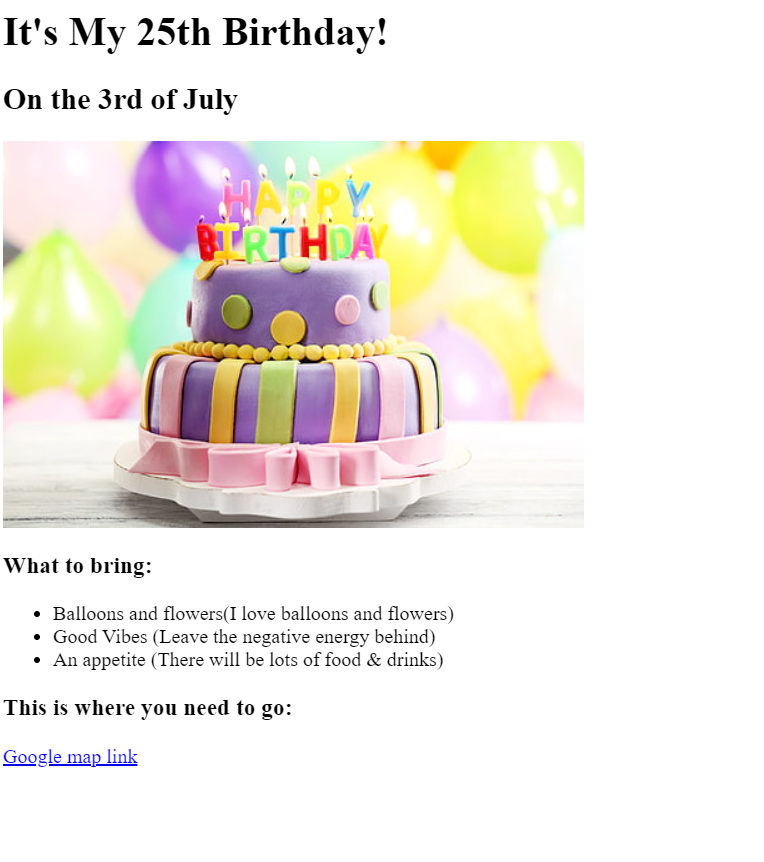 It's My 25th Birthday!
On the 3rd of July
HAPPY
BIRTHDAY
What to bring:
Balloons and flowers(I love balloons and flowers)
Good Vibes (Leave the negative energy behind)
An appetite (There will be lots of food & drinks)
This is where you need to go:
Google map link